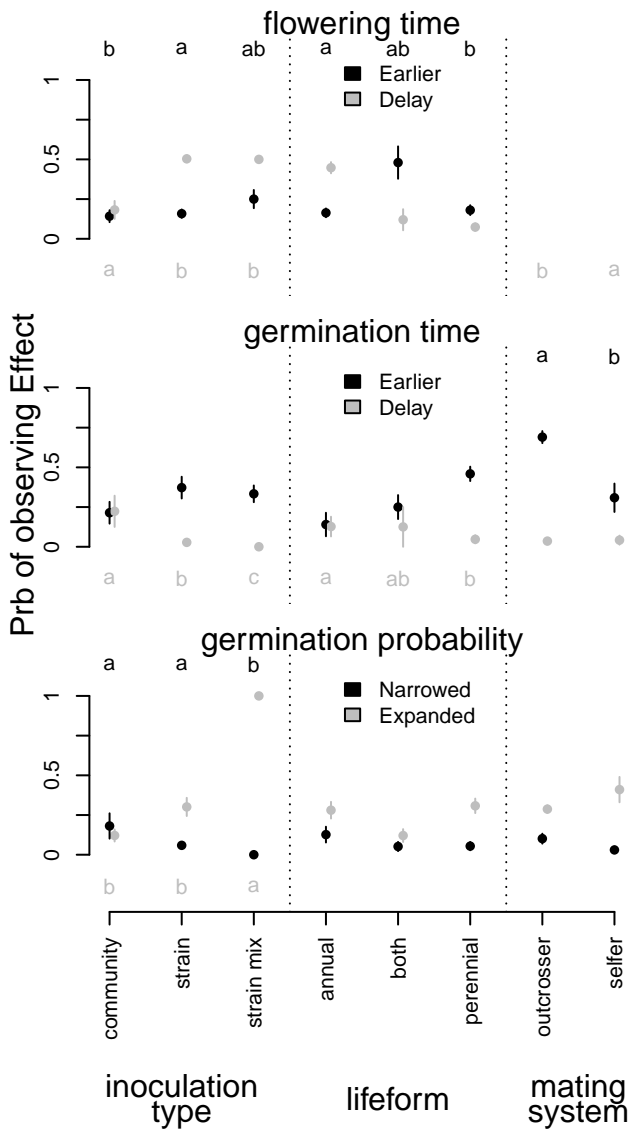 flowering time
b a ab a ab b
Earlier
Delay
1
0.5
0
a b b b a
germination time
a b
Earlier
Delay
1
0.5
0
a b c a ab b
germination probability
a a b
Narrowed
Expanded
1
0.5
0
b b a
Prb of observing Effect
community
strain
strain mix
annual
both
perennial
outcrosser
selfer
inoculation
type
lifeform
mating
system